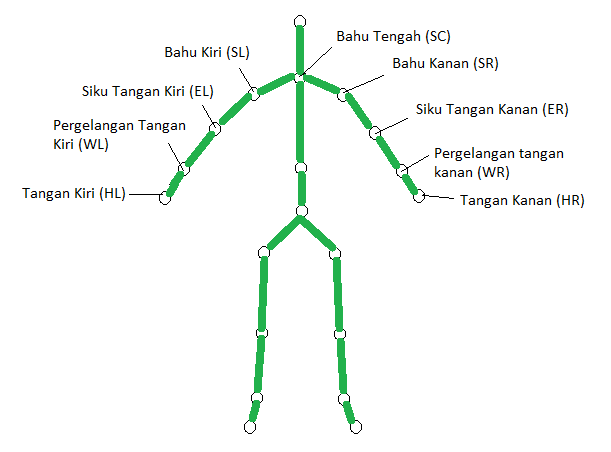 Bahu Tengah (SC)
Bahu Kiri (SL)
Bahu Kanan (SR)
Siku Tangan Kiri (EL)
Siku Tangan Kanan (ER)
Pergelangan Tangan
Kiri (WL)
Pergelangan tangan
kanan (WR)
Tangan Kiri (HL)
Tangan Kanan (HR)